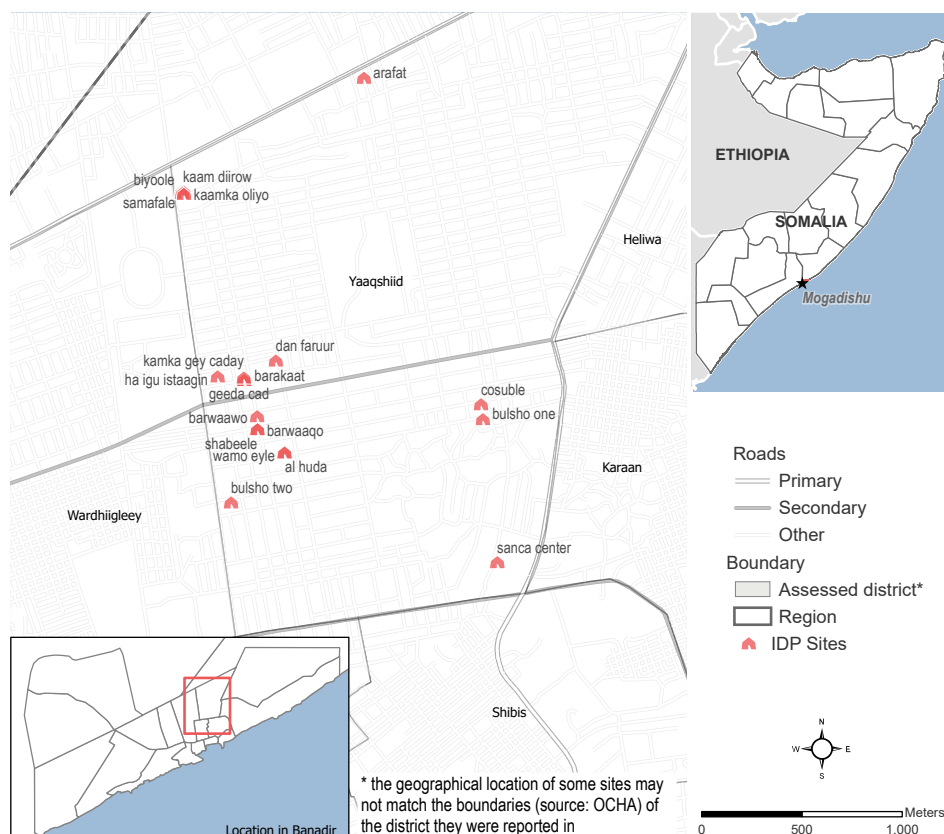 arafat
biyoole
kaam diirow
samafale
kaamka oliyo
Heliwa
Yaaqshiid
dan faruur
kamka gey caday
ha igu istaagin
barakaat
geeda cad
cosuble
barwaawo
bulsho one
barwaaqo
shabeele
wamo eyle
al huda
Karaan
bulsho two
Wardhiigleey
sanca center
Shibis
* the geographical location of some sites may
not match the boundaries (source: OCHA) of
the district they were reported in
Location in Banadir
ETHIOPIA
SOMALIA
Mogadishu
Roads
Primary
Secondary
Other
Boundary
Assessed district*
Region
IDP Sites
N
W
E
S
Meters
0
500
1,000